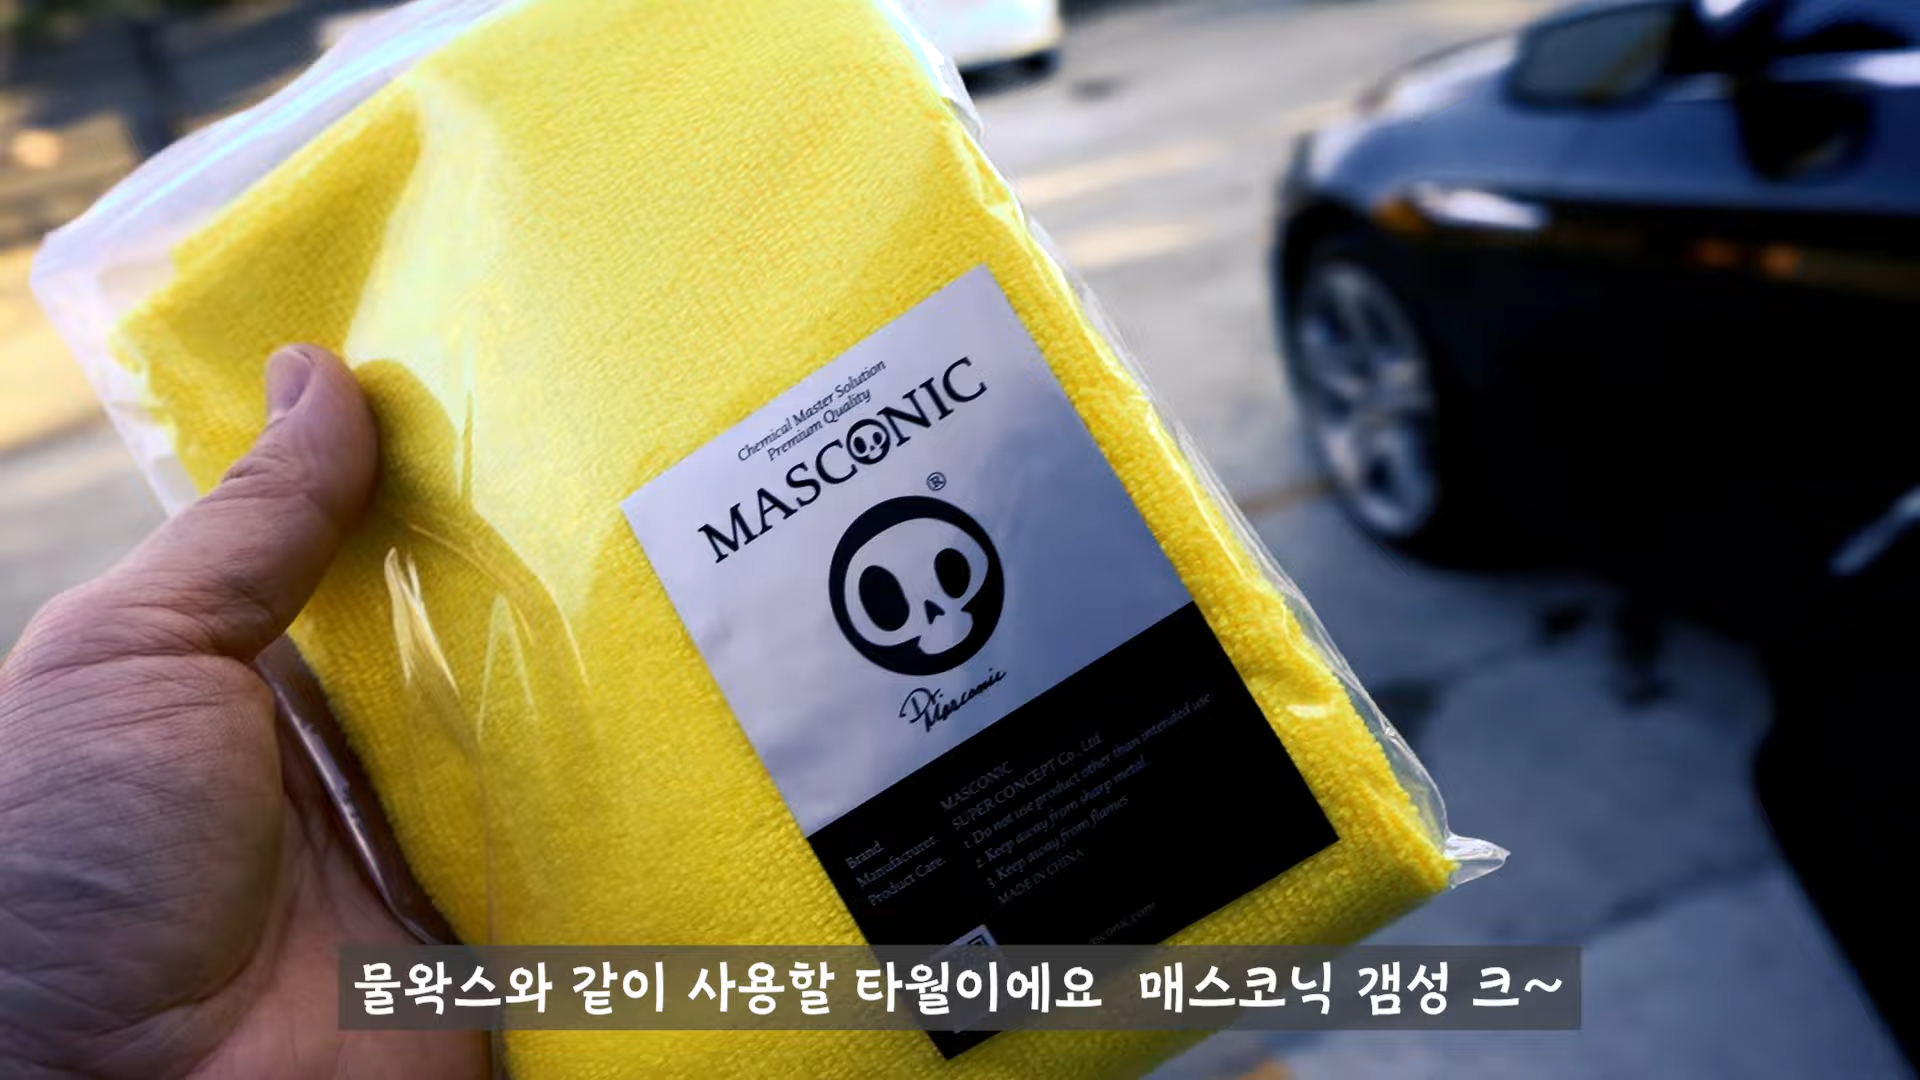 Chemical Master Solution
Premium Quality
MASCONIC
®
Dr Masconic
Brand. MASCONIC
Manufacturer. SUPER CONCEPT Co., Ltd
Product Care. 1. Do not use product other than intended use
2. Keep away from sharp metal.
3. Keep away from flames
MADE IN CHINA
물왁스와 같이 사용할 타월이에요 매스코닉 갬성 크~